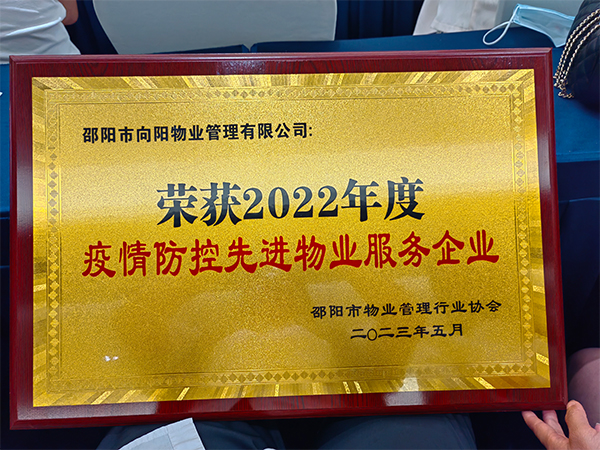 邵阳市向阳物业管理有限公司:
荣获2022年度
疫情防控先进物业服务企业
邵阳市物业管理行业协会
二〇二三年五月